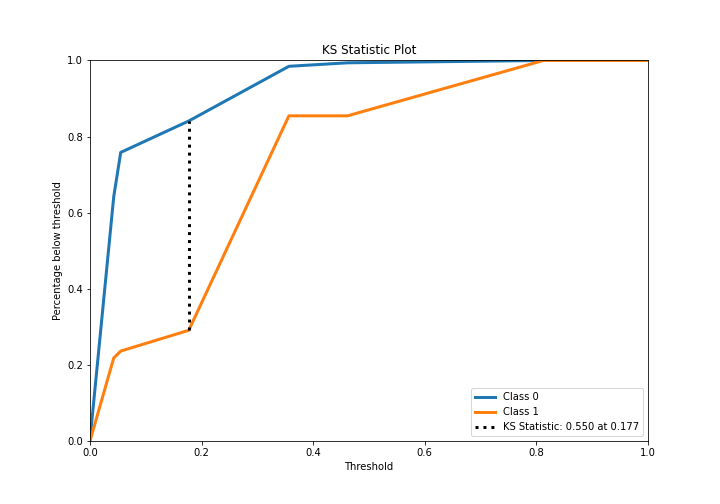 KS Statistic Plot
1.0
0.8
0.6
0.4
0.2
0.0
Percentage below threshold
0.0 0.2 0.4 0.6 0.8 1.0
Threshold
Class 0
Class 1
KS Statistic: 0.550 at 0.177